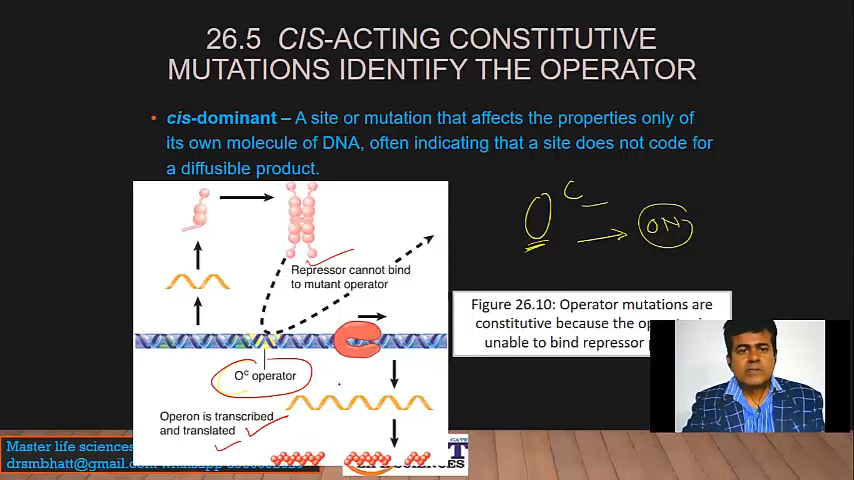 26.5 CIS-ACTING CONSTITUTIVE
MUTATIONS IDENTIFY THE OPERATOR
• cis-dominant – A site or mutation that affects the properties only of
its own molecule of DNA, often indicating that a site does not code for
a diffusible product.
O C
ON
Repressor cannot bind
to mutant operator
Figure 26.10: Operator mutations are
constitutive because the
unable to bind repressor
Oc operator
Operon is transcribed
and translated
Master life sciences
drsmbhatt@gmail.com
GATE
SCIENCES